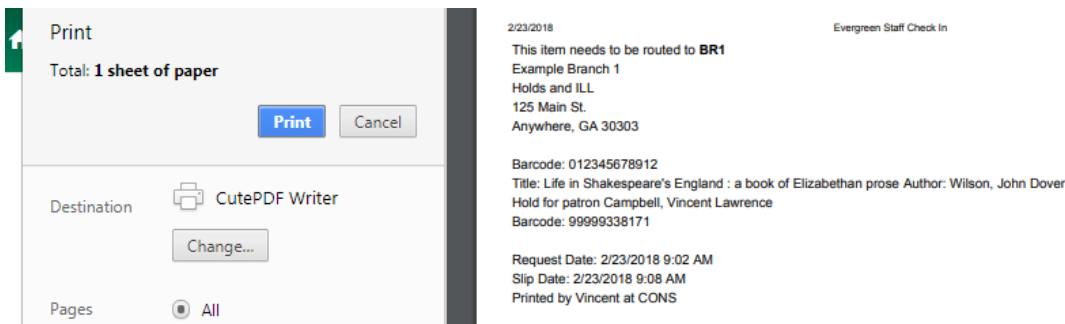 Print
Total: 1 sheet of paper
Print Cancel
Destination CutePDF Writer
Change...
Pages All
2/23/2018 Evergreen Staff Check In
This item needs to be routed to BR1
Example Branch 1
Holds and ILL
125 Main St.
Anywhere, GA 30303
Barcode: 012345678912
Title: Life in Shakespeare's England : a book of Elizabethan prose Author: Wilson, John Dover
Hold for patron Campbell, Vincent Lawrence
Barcode: 99999338171
Request Date: 2/23/2018 9:02 AM
Slip Date: 2/23/2018 9:08 AM
Printed by Vincent at CONS